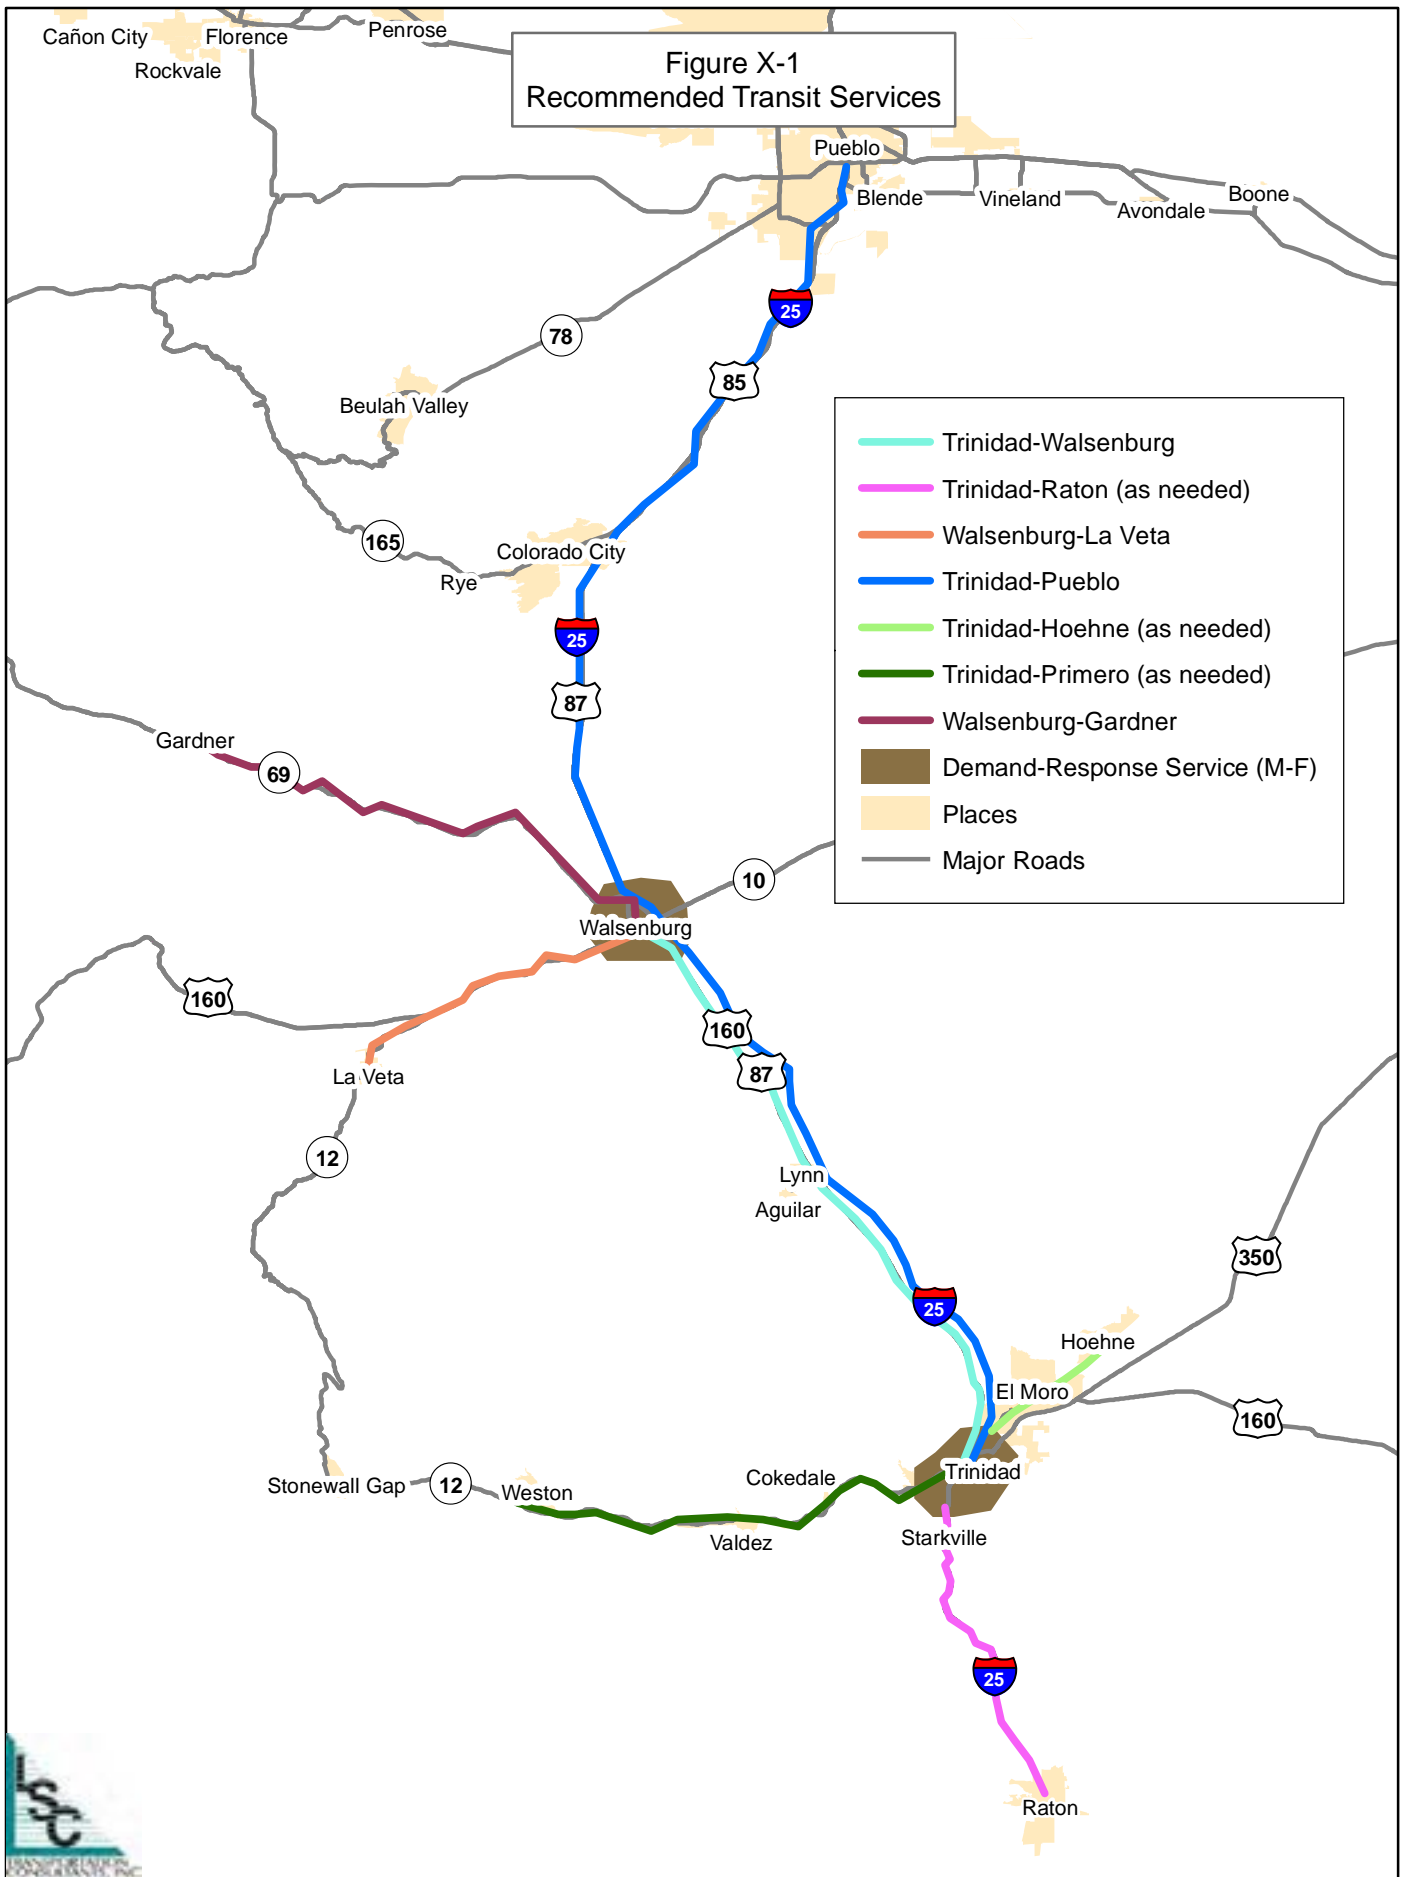 Cañon City
Florence
Penrose
Rockvale
Figure X-1
Recommended Transit Services
Pueblo
Blende
Vineland
Avondale
Boone
25
78
85
Beulah Valley
Trinidad-Walsenburg
Trinidad-Raton (as needed)
Walsenburg-La Veta
Trinidad-Pueblo
Trinidad-Hoehne (as needed)
Trinidad-Primero (as needed)
Walsenburg-Gardner
Demand-Response Service (M-F)
Places
Major Roads
165
Colorado City
Rye
25
87
Gardner
69
10
Walsenburg
160
160
87
La Veta
12
Lynn
Aguilar
350
25
Hoehne
El Moro
160
Trinidad
Cokedale
Stonewall Gap
12
Weston
Valdez
Starkville
25
Raton
LSC
TRANSPORTATION
CONSULTANTS, INC.